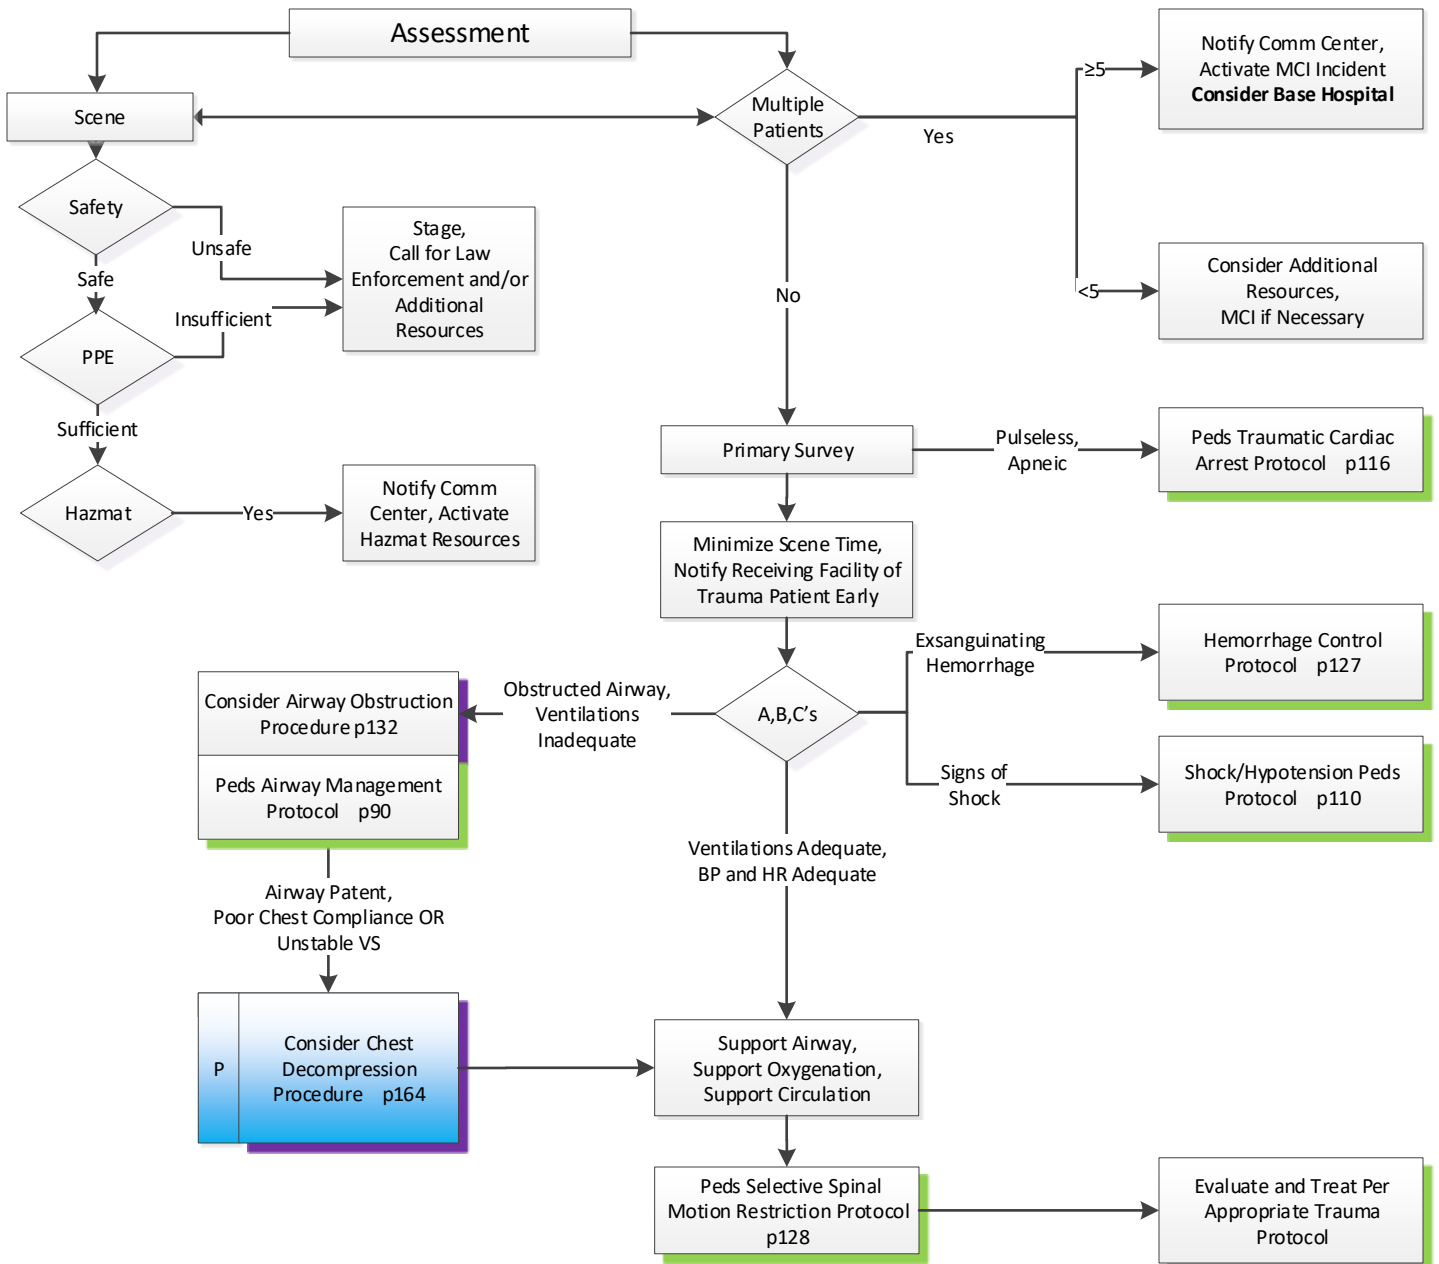 Assessment
Notify Comm Center,
Activate MCI Incident
Consider Base Hospital
≥5
Scene
Multiple
Patients
Yes
Safety
Unsafe
Stage,
Call for Law
Enforcement and/or
Additional
Resources
Safe
Consider Additional
Resources,
MCI if Necessary
<5
No
Insufficient
PPE
Sufficient
Primary Survey
Pulseless,
Apneic
Peds Traumatic Cardiac
Arrest Protocol p116
Hazmat
Yes
Notify Comm
Center, Activate
Hazmat Resources
Minimize Scene Time,
Notify Receiving Facility of
Trauma Patient Early
Exsanguinating
Hemorrhage
Hemorrhage Control
Protocol p127
Consider Airway Obstruction
Procedure p132
Obstructed Airway,
Ventilations
Inadequate
A,B,C's
Peds Airway Management
Protocol p90
Signs of
Shock
Shock/Hypotension Peds
Protocol p110
Ventilations Adequate,
BP and HR Adequate
Airway Patent,
Poor Chest Compliance OR
Unstable VS
P
Consider Chest
Decompression
Procedure p164
Support Airway,
Support Oxygenation,
Support Circulation
Peds Selective Spinal
Motion Restriction Protocol
p128
Evaluate and Treat Per
Appropriate Trauma
Protocol